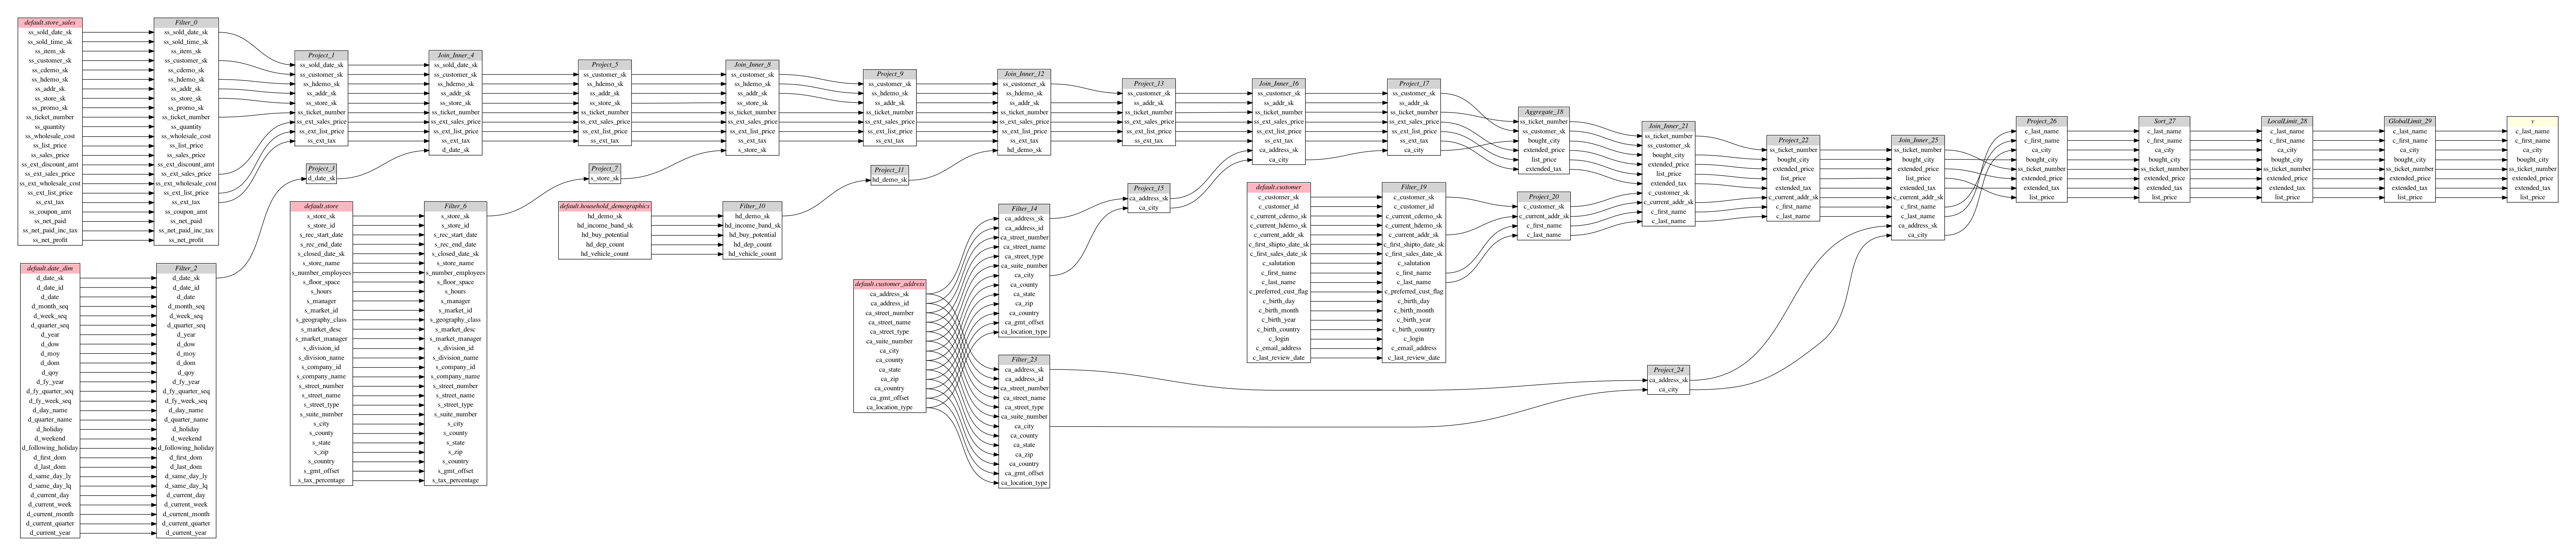 default.store_sales
ss_sold_date_sk
ss_sold_time_sk
ss_item_sk
ss_customer_sk
ss_cdemo_sk
ss_hdemo_sk
ss_addr_sk
ss_store_sk
ss_promo_sk
ss_ticket_number
ss_quantity
ss_wholesale_cost
ss_list_price
ss_sales_price
ss_ext_discount_amt
ss_ext_sales_price
ss_ext_wholesale_cost
ss_ext_list_price
ss_ext_tax
ss_coupon_amt
ss_net_paid
ss_net_paid_inc_tax
ss_net_profit
Filter_0
ss_sold_date_sk
ss_sold_time_sk
ss_item_sk
ss_customer_sk
ss_cdemo_sk
ss_hdemo_sk
ss_addr_sk
ss_store_sk
ss_promo_sk
ss_ticket_number
ss_quantity
ss_wholesale_cost
ss_list_price
ss_sales_price
ss_ext_discount_amt
ss_ext_sales_price
ss_ext_wholesale_cost
ss_ext_list_price
ss_ext_tax
ss_coupon_amt
ss_net_paid
ss_net_paid_inc_tax
ss_net_profit
default.date_dim
d_date_sk
d_date_id
d_date
d_month_seq
d_week_seq
d_quarter_seq
d_year
d_dow
d_moy
d_dom
d_qoy
d_fy_year
d_fy_quarter_seq
d_fy_week_seq
d_day_name
d_quarter_name
d_holiday
d_weekend
d_following_holiday
d_first_dom
d_last_dom
d_same_day_ly
d_same_day_lq
d_current_day
d_current_week
d_current_month
d_current_quarter
d_current_year
Filter_2
d_date_sk
d_date_id
d_date
d_month_seq
d_week_seq
d_quarter_seq
d_year
d_dow
d_moy
d_dom
d_qoy
d_fy_year
d_fy_quarter_seq
d_fy_week_seq
d_day_name
d_quarter_name
d_holiday
d_weekend
d_following_holiday
d_first_dom
d_last_dom
d_same_day_ly
d_same_day_lq
d_current_day
d_current_week
d_current_month
d_current_quarter
d_current_year
Project_1
ss_sold_date_sk
ss_customer_sk
ss_hdemo_sk
ss_addr_sk
ss_store_sk
ss_ticket_number
ss_ext_sales_price
ss_ext_list_price
ss_ext_tax
Project_3
d_date_sk
default.store
s_store_sk
s_store_id
s_rec_start_date
s_rec_end_date
s_closed_date_sk
s_store_name
s_number_employees
s_floor_space
s_hours
s_manager
s_market_id
s_geography_class
s_market_desc
s_market_manager
s_division_id
s_division_name
s_company_id
s_company_name
s_street_number
s_street_name
s_street_type
s_suite_number
s_city
s_county
s_state
s_zip
s_country
s_gmt_offset
s_tax_percentage
Join_Inner_4
ss_sold_date_sk
ss_customer_sk
ss_hdemo_sk
ss_addr_sk
ss_store_sk
ss_ticket_number
ss_ext_sales_price
ss_ext_list_price
ss_ext_tax
d_date_sk
Filter_6
s_store_sk
s_store_id
s_rec_start_date
s_rec_end_date
s_closed_date_sk
s_store_name
s_number_employees
s_floor_space
s_hours
s_manager
s_market_id
s_geography_class
s_market_desc
s_market_manager
s_division_id
s_division_name
s_company_id
s_company_name
s_street_number
s_street_name
s_street_type
s_suite_number
s_city
s_county
s_state
s_zip
s_country
s_gmt_offset
s_tax_percentage
Project_5
ss_customer_sk
ss_hdemo_sk
ss_addr_sk
ss_store_sk
ss_ticket_number
ss_ext_sales_price
ss_ext_list_price
ss_ext_tax
Project_7
s_store_sk
default.household_demographics
hd_demo_sk
hd_income_band_sk
hd_buy_potential
hd_dep_count
hd_vehicle_count
Join_Inner_8
ss_customer_sk
ss_hdemo_sk
ss_addr_sk
ss_store_sk
ss_ticket_number
ss_ext_sales_price
ss_ext_list_price
ss_ext_tax
s_store_sk
Filter_10
hd_demo_sk
hd_income_band_sk
hd_buy_potential
hd_dep_count
hd_vehicle_count
Project_9
ss_customer_sk
ss_hdemo_sk
ss_addr_sk
ss_ticket_number
ss_ext_sales_price
ss_ext_list_price
ss_ext_tax
Project_11
hd_demo_sk
default.customer_address
ca_address_sk
ca_address_id
ca_street_number
ca_street_name
ca_street_type
ca_suite_number
ca_city
ca_county
ca_state
ca_zip
ca_country
ca_gmt_offset
ca_location_type
Join_Inner_12
ss_customer_sk
ss_hdemo_sk
ss_addr_sk
ss_ticket_number
ss_ext_sales_price
ss_ext_list_price
ss_ext_tax
hd_demo_sk
Filter_14
ca_address_sk
ca_address_id
ca_street_number
ca_street_name
ca_street_type
ca_suite_number
ca_city
ca_county
ca_state
ca_zip
ca_country
ca_gmt_offset
ca_location_type
Filter_23
ca_address_sk
ca_address_id
ca_street_number
ca_street_name
ca_street_type
ca_suite_number
ca_city
ca_county
ca_state
ca_zip
ca_country
ca_gmt_offset
ca_location_type
Project_13
ss_customer_sk
ss_addr_sk
ss_ticket_number
ss_ext_sales_price
ss_ext_list_price
ss_ext_tax
Project_15
ca_address_sk
ca_city
Join_Inner_16
ss_customer_sk
ss_addr_sk
ss_ticket_number
ss_ext_sales_price
ss_ext_list_price
ss_ext_tax
ca_address_sk
ca_city
default.customer
c_customer_sk
c_customer_id
c_current_cdemo_sk
c_current_hdemo_sk
c_current_addr_sk
c_first_shipto_date_sk
c_first_sales_date_sk
c_salutation
c_first_name
c_last_name
c_preferred_cust_flag
c_birth_day
c_birth_month
c_birth_year
c_birth_country
c_login
c_email_address
c_last_review_date
Project_17
ss_customer_sk
ss_addr_sk
ss_ticket_number
ss_ext_sales_price
ss_ext_list_price
ss_ext_tax
ca_city
Filter_19
c_customer_sk
c_customer_id
c_current_cdemo_sk
c_current_hdemo_sk
c_current_addr_sk
c_first_shipto_date_sk
c_first_sales_date_sk
c_salutation
c_first_name
c_last_name
c_preferred_cust_flag
c_birth_day
c_birth_month
c_birth_year
c_birth_country
c_login
c_email_address
c_last_review_date
Aggregate_18
ss_ticket_number
ss_customer_sk
bought_city
extended_price
list_price
extended_tax
Project_20
c_customer_sk
c_current_addr_sk
c_first_name
c_last_name
Join_Inner_21
ss_ticket_number
ss_customer_sk
bought_city
extended_price
list_price
extended_tax
c_customer_sk
c_current_addr_sk
c_first_name
c_last_name
Project_24
ca_address_sk
ca_city
Project_22
ss_ticket_number
bought_city
extended_price
list_price
extended_tax
c_current_addr_sk
c_first_name
c_last_name
Join_Inner_25
ss_ticket_number
bought_city
extended_price
list_price
extended_tax
c_current_addr_sk
c_first_name
c_last_name
ca_address_sk
ca_city
Project_26
c_last_name
c_first_name
ca_city
bought_city
ss_ticket_number
extended_price
extended_tax
list_price
Sort_27
c_last_name
c_first_name
ca_city
bought_city
ss_ticket_number
extended_price
extended_tax
list_price
LocalLimit_28
c_last_name
c_first_name
ca_city
bought_city
ss_ticket_number
extended_price
extended_tax
list_price
GlobalLimit_29
c_last_name
c_first_name
ca_city
bought_city
ss_ticket_number
extended_price
extended_tax
list_price
v
c_last_name
c_first_name
ca_city
bought_city
ss_ticket_number
extended_price
extended_tax
list_price